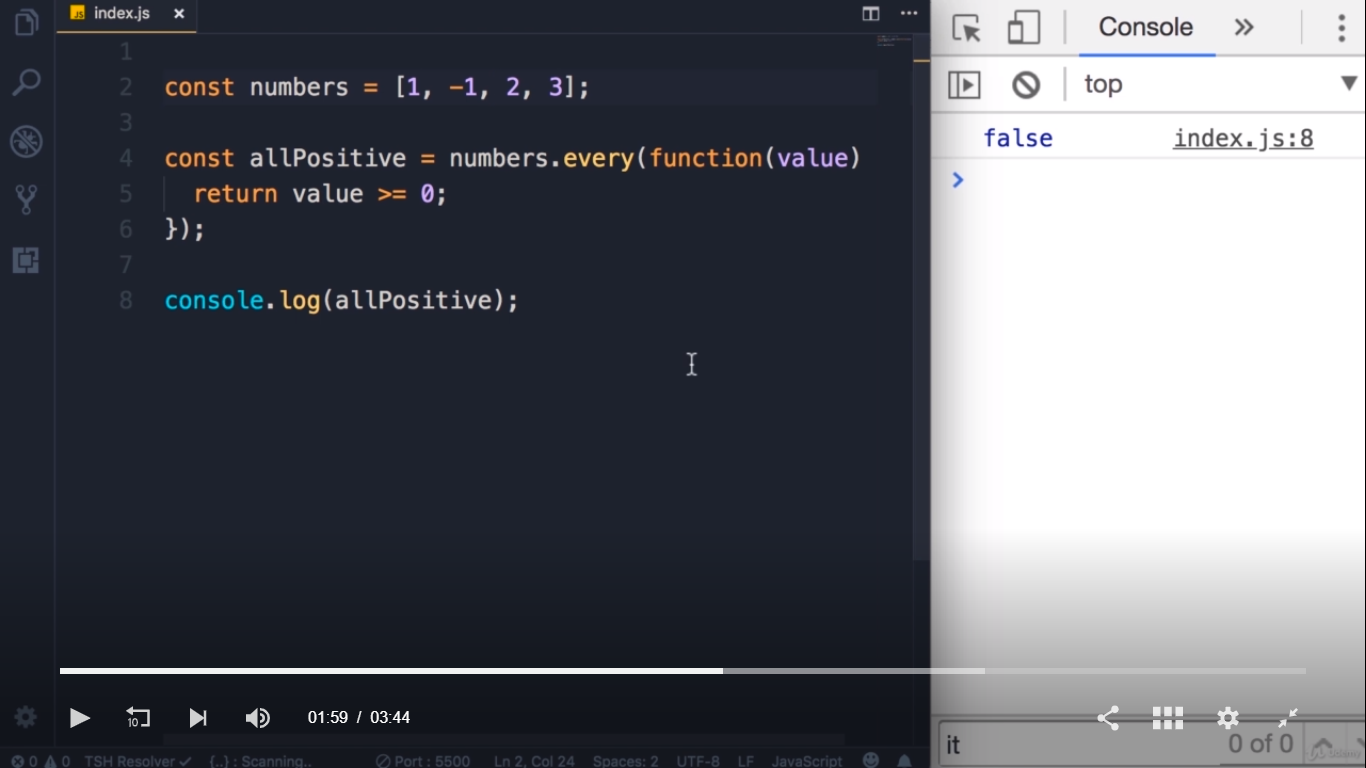 index.js
1
2 const numbers = [1, -1, 2, 3];
3
4 const allPositive = numbers.every(function(value)
5 return value >= 0;
6 });
7
8 console.log(allPositive);
Console
top
false index.js:8
01:59 / 03:44
10
it 0 of 0
0 0 TSH Resolver {..} : Scanning.. Port : 5500 Ln 2, Col 24 Spaces: 2 UTF-8 LF JavaScript